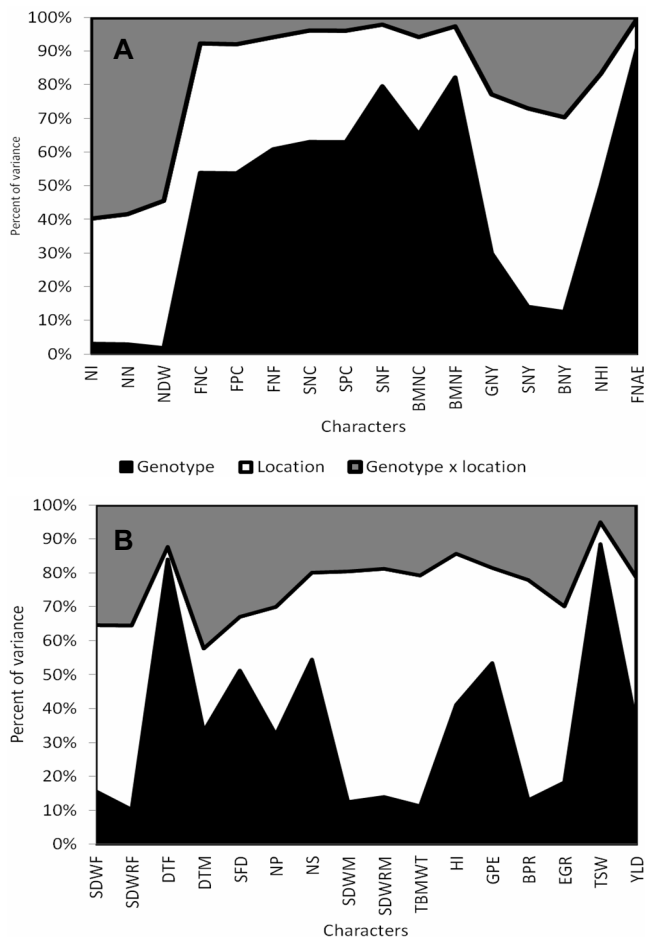 100%
90%
80%
70%
60%
50%
40%
30%
20%
10%
0%
Percent of variance
A
NI NN NDW FNC FPC FNF SNC SPC SNF BMNC BMNF GNY SNY BNY NHI FNAE
Characters
Genotype Location Genotype x location
100%
90%
80%
70%
60%
50%
40%
30%
20%
10%
0%
Percent of variance
B
SDWF SDWRF DTF DTM SFD NP NS SDWM SDWRM TBMWT HI GPE BPR EGR TSW YLD
Characters